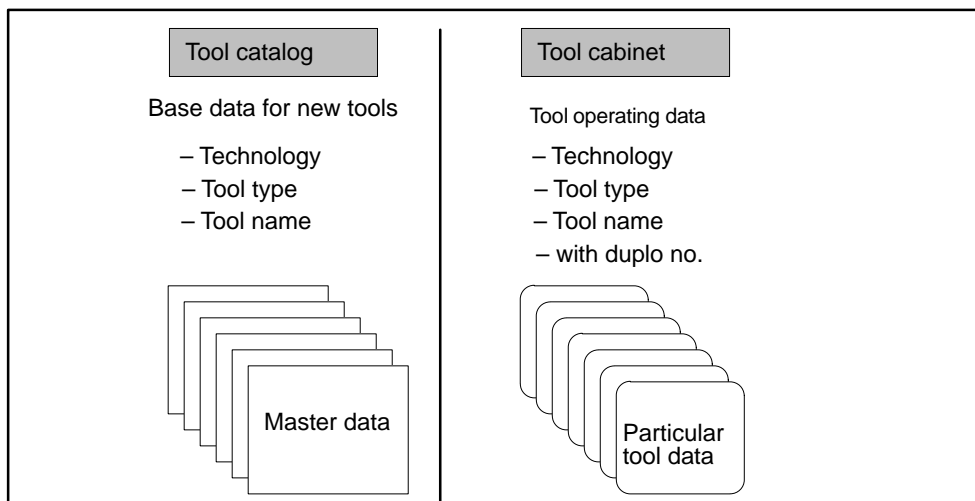 Tool catalog
Base data for new tools
– Technology
– Tool type
– Tool name
Master data
Tool cabinet
Tool operating data
– Technology
– Tool type
– Tool name
– with duplo no.
Particular
tool data